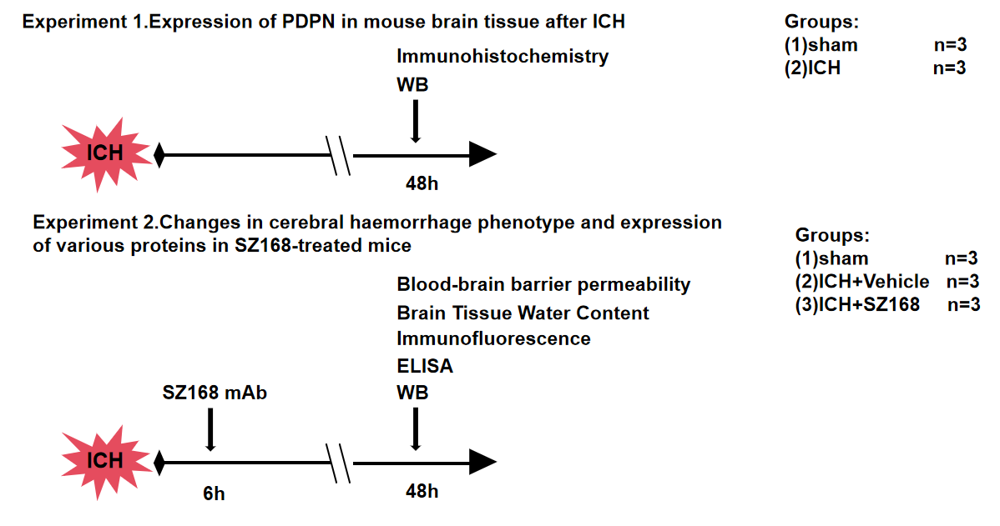 Experiment 1.Expression of PDPN in mouse brain tissue after ICH
Groups:
(1)sham n=3
(2)ICH n=3
Immunohistochemistry
WB
ICH
48h
Experiment 2.Changes in cerebral haemorrhage phenotype and expression
of various proteins in SZ168-treated mice
Groups:
(1)sham n=3
(2)ICH+Vehicle n=3
(3)ICH+SZ168 n=3
Blood-brain barrier permeability
Brain Tissue Water Content
Immunofluorescence
ELISA
SZ168 mAb
WB
ICH
6h
48h